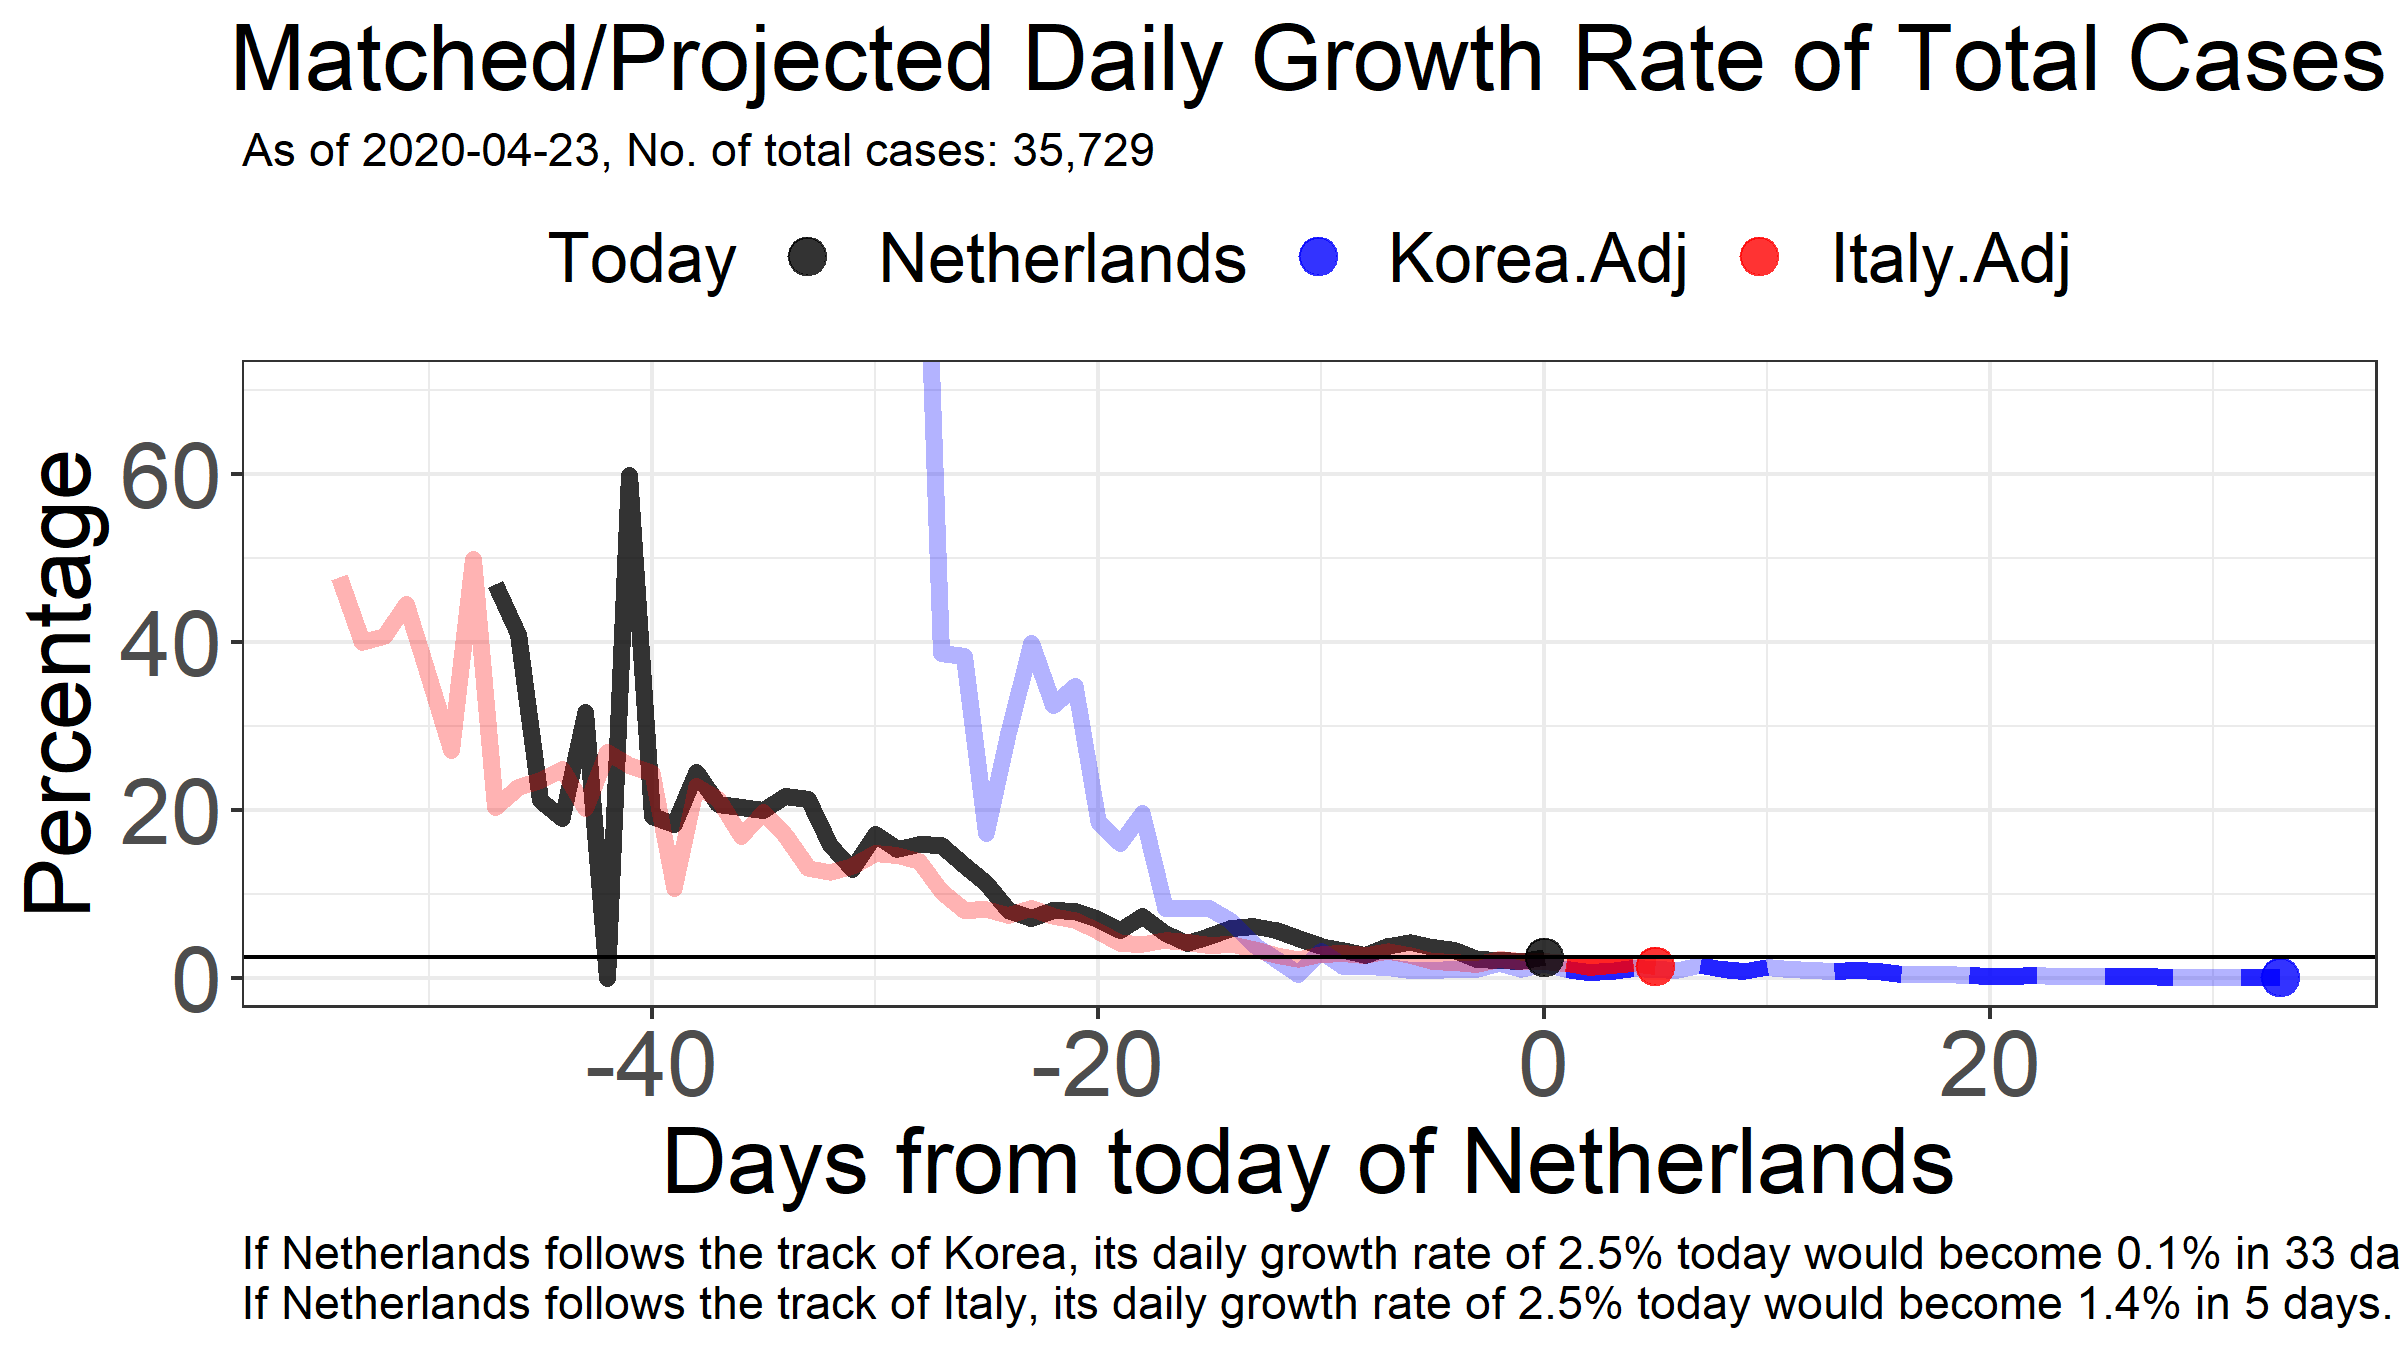 Matched/Projected Daily Growth Rate of Total Cases
As of 2020-04-23, No. of total cases: 35,729
Today Netherlands Korea.Adj Italy.Adj
Percentage
60
40
20
0
-40 -20 0 20
Days from today of Netherlands
If Netherlands follows the track of Korea, its daily growth rate of 2.5% today would become 0.1% in 33 da
If Netherlands follows the track of Italy, its daily growth rate of 2.5% today would become 1.4% in 5 days.